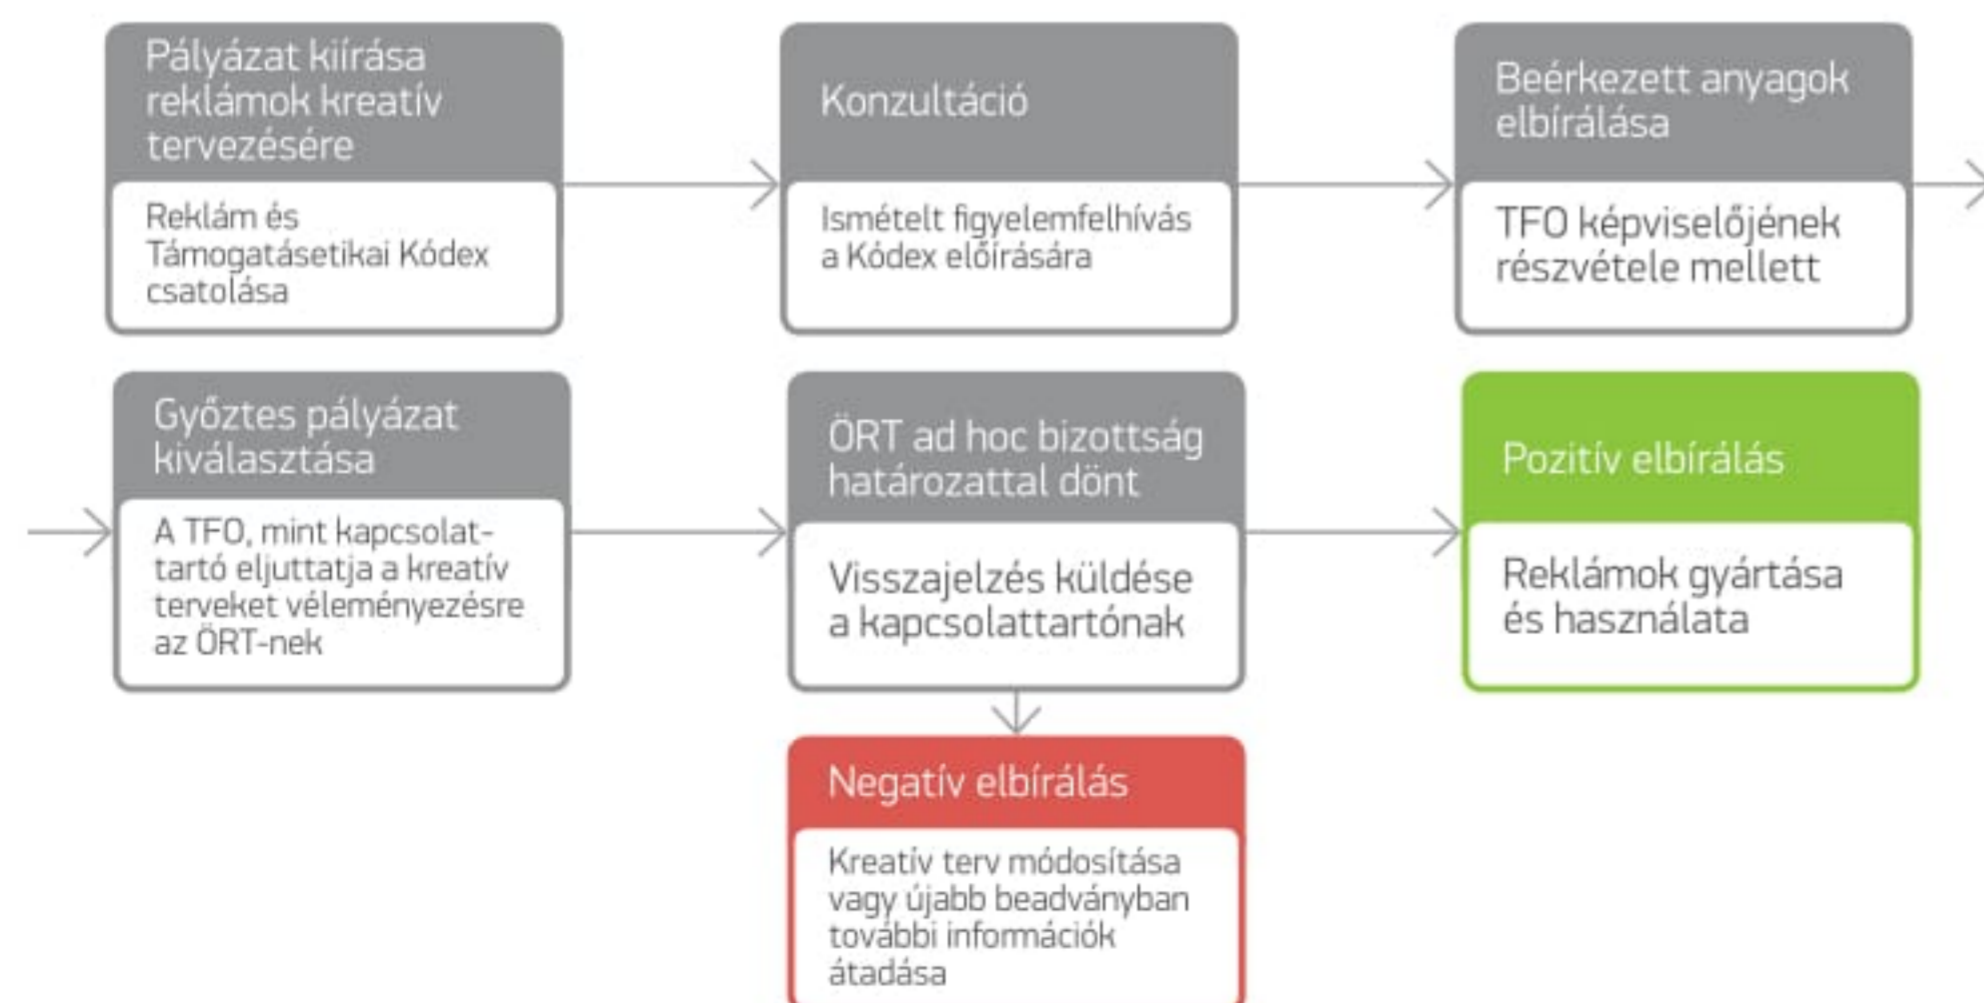 Pályázat kiírása
reklámok kreatív
tervezésére
Reklám és
Támogatásetikai Kódex
csatolása
Konzultáció
Ismételt figyelemfelhívás
a Kódex előírására
Beérkezett anyagok
elbírálása
TFO képviselőjének
részvétele mellett
Győztes pályázat
kiválasztása
A TFO, mint kapcsolat-
tartó eljuttatja a kreatív
terveket véleményezésre
az ÖRT-nek
ÖRT ad hoc bizottság
határozattal dönt
Visszajelzés küldése
a kapcsolattartónak
Pozitív elbírálás
Reklámok gyártása
és használata
Negatív elbírálás
Kreatív terv módosítása
vagy újabb beadványban
további információk
átadása